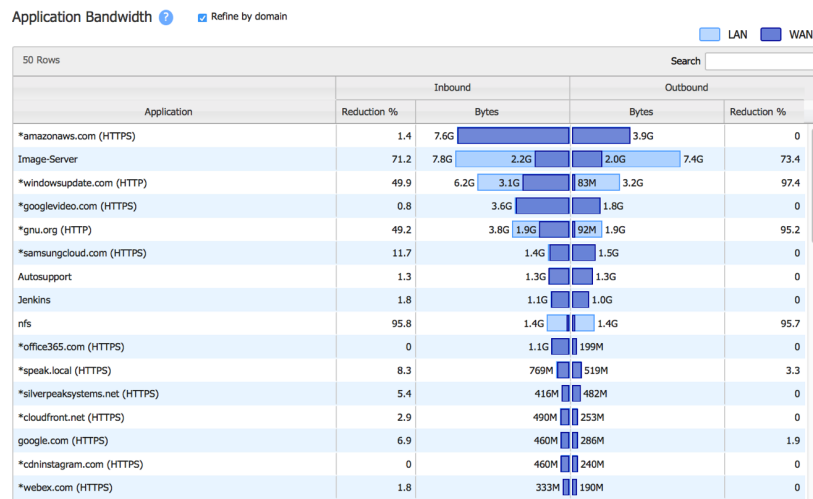 Application Bandwidth ? Refine by domain
LAN WAN
50 Rows Search
Inbound Outbound
Application Reduction % Bytes Bytes Reduction %
*amazonaws.com (HTTPS) 1.4 7.6G 3.9G 0
Image-Server 71.2 7.8G 2.2G 2.0G 7.4G 73.4
*windowsupdate.com (HTTP) 49.9 6.2G 3.1G 83M 3.2G 97.4
*googlevideo.com (HTTPS) 0.8 3.6G 1.8G 0
*gnu.org (HTTP) 49.2 3.8G 1.9G 92M 1.9G 95.2
*samsungcloud.com (HTTPS) 11.7 1.4G 1.5G 0
Autosupport 1.3 1.3G 1.3G 0
Jenkins 1.8 1.1G 1.0G 0
nfs 95.8 1.4G 1.4G 95.7
*office365.com (HTTPS) 0 1.1G 199M 0
*speak.local (HTTPS) 8.3 769M 519M 3.3
*silverpeaksystems.net (HTTPS) 5.4 416M 482M 0
*cloudfront.net (HTTPS) 2.9 490M 253M 0
google.com (HTTPS) 6.9 460M 286M 1.9
*cdninstagram.com (HTTPS) 0 460M 240M 0
*webex.com (HTTPS) 1.8 333M 190M 0